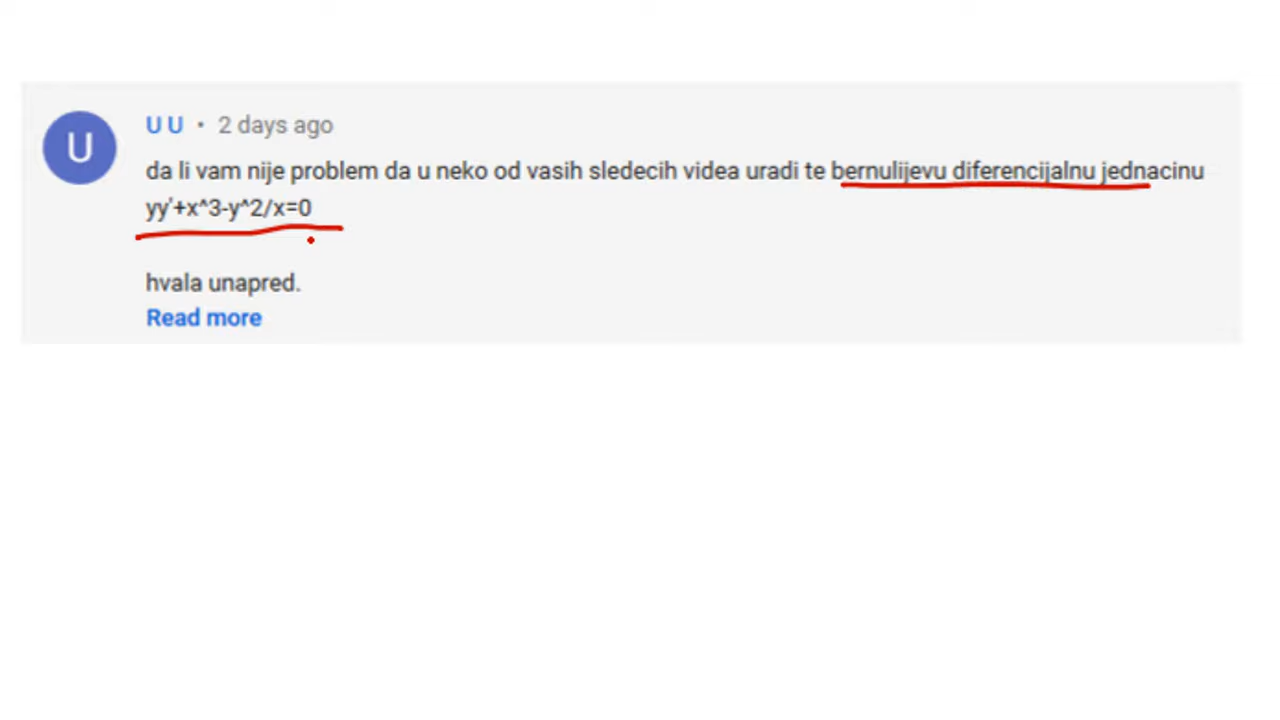 U
U U • 2 days ago
da li vam nije problem da u neko od vasih sledecih videa uradi te bernulijevu diferencijalnu jednacinu
yy'+x^3-y^2/x=0
hvala unapred.
Read more